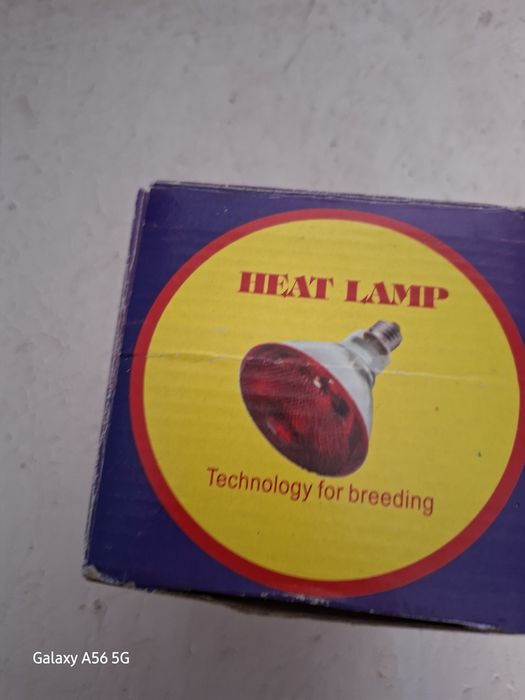 HEAT LAMP
Technology for breeding
Galaxy A56 5G